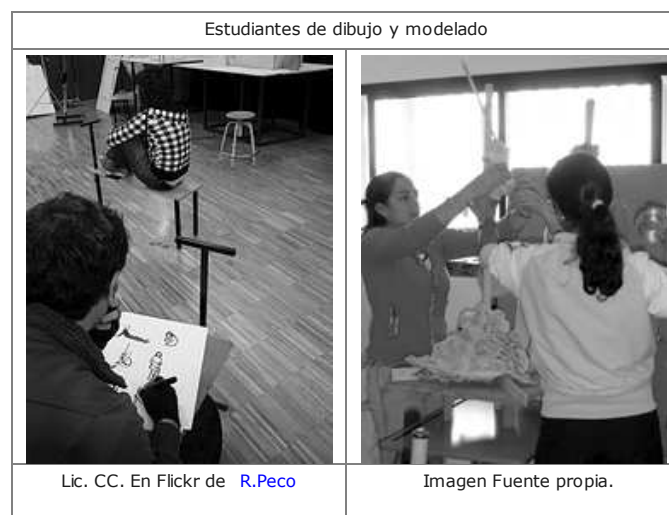 Estudiantes de dibujo y modelado
Lic. CC. En Flickr de R.Peco
Imagen Fuente propia.